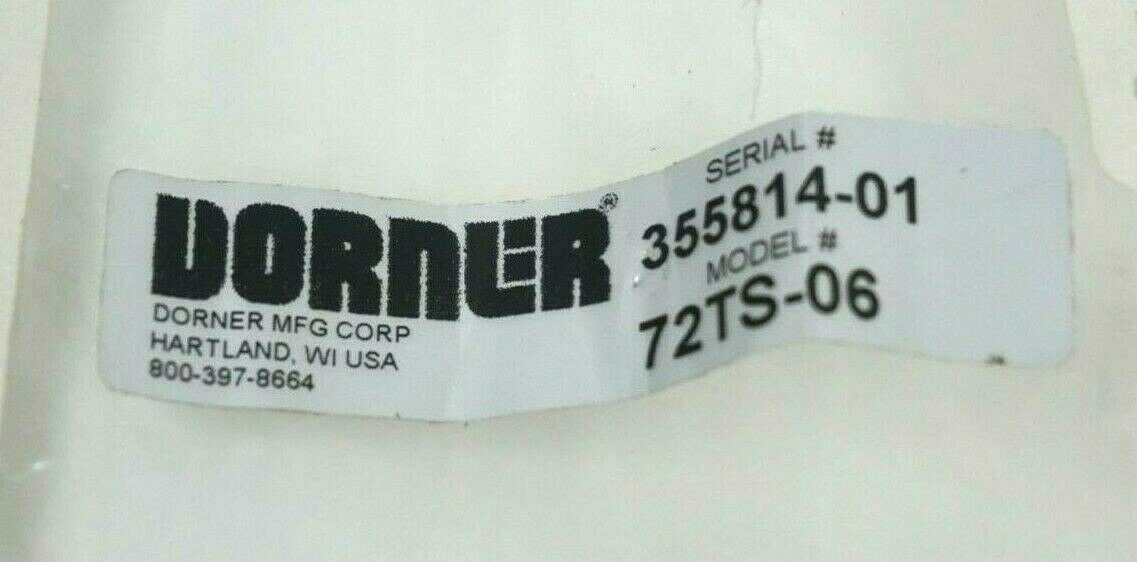 DORNER®
DORNER MFG CORP
HARTLAND, WI USA
800-397-8664
SERIAL #
355814-01
MODEL #
72TS-06